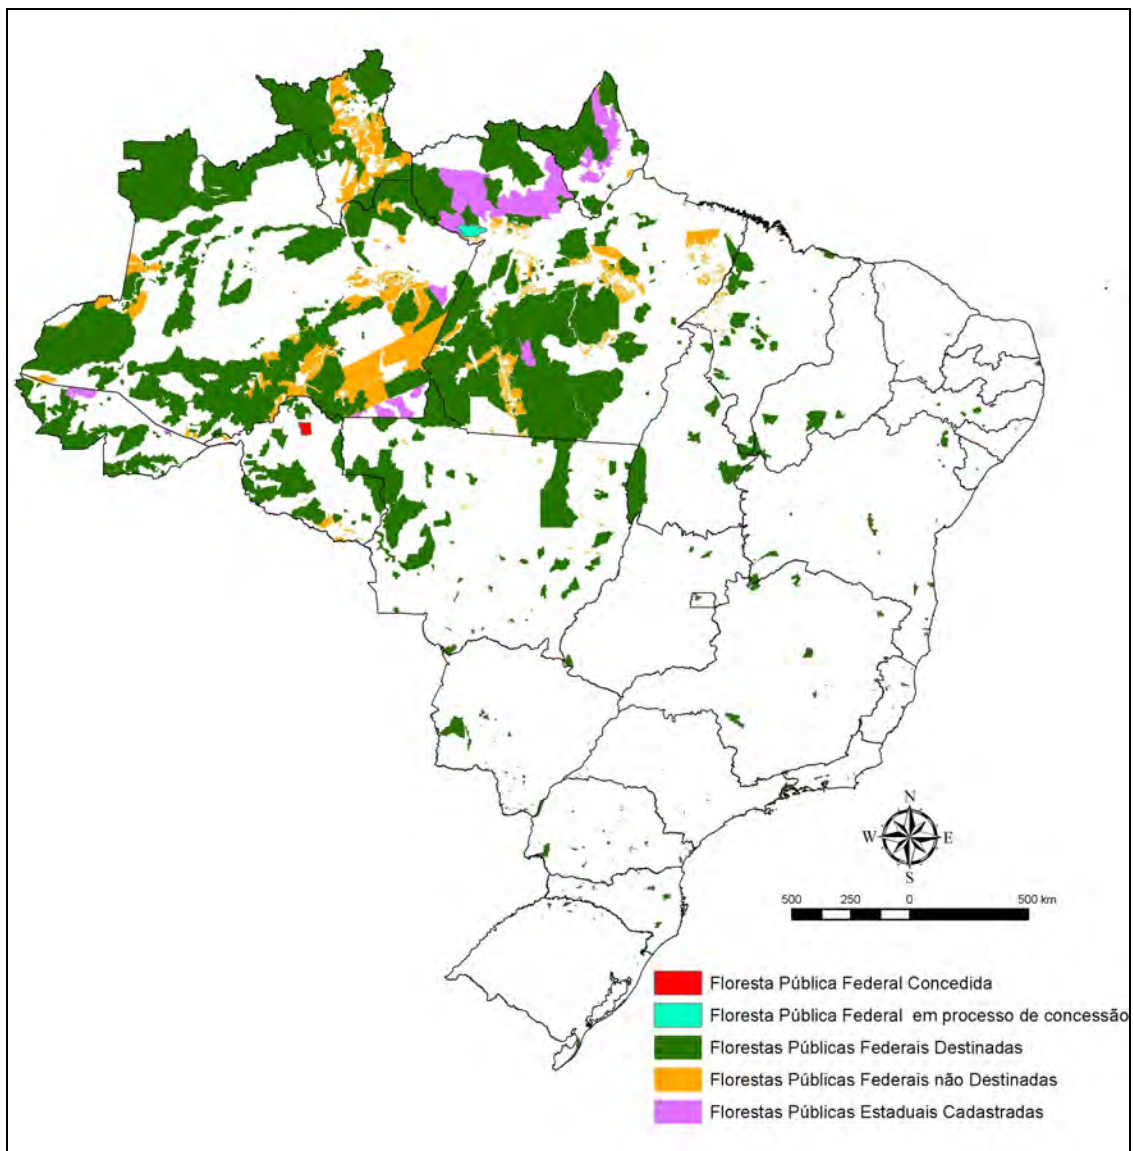 N
W E
S
500 250 0 500 km
Floresta Pública Federal Concedida
Floresta Pública Federal em processo de concessão
Florestas Públicas Federais Destinadas
Florestas Públicas Federais não Destinadas
Florestas Públicas Estaduais Cadastradas